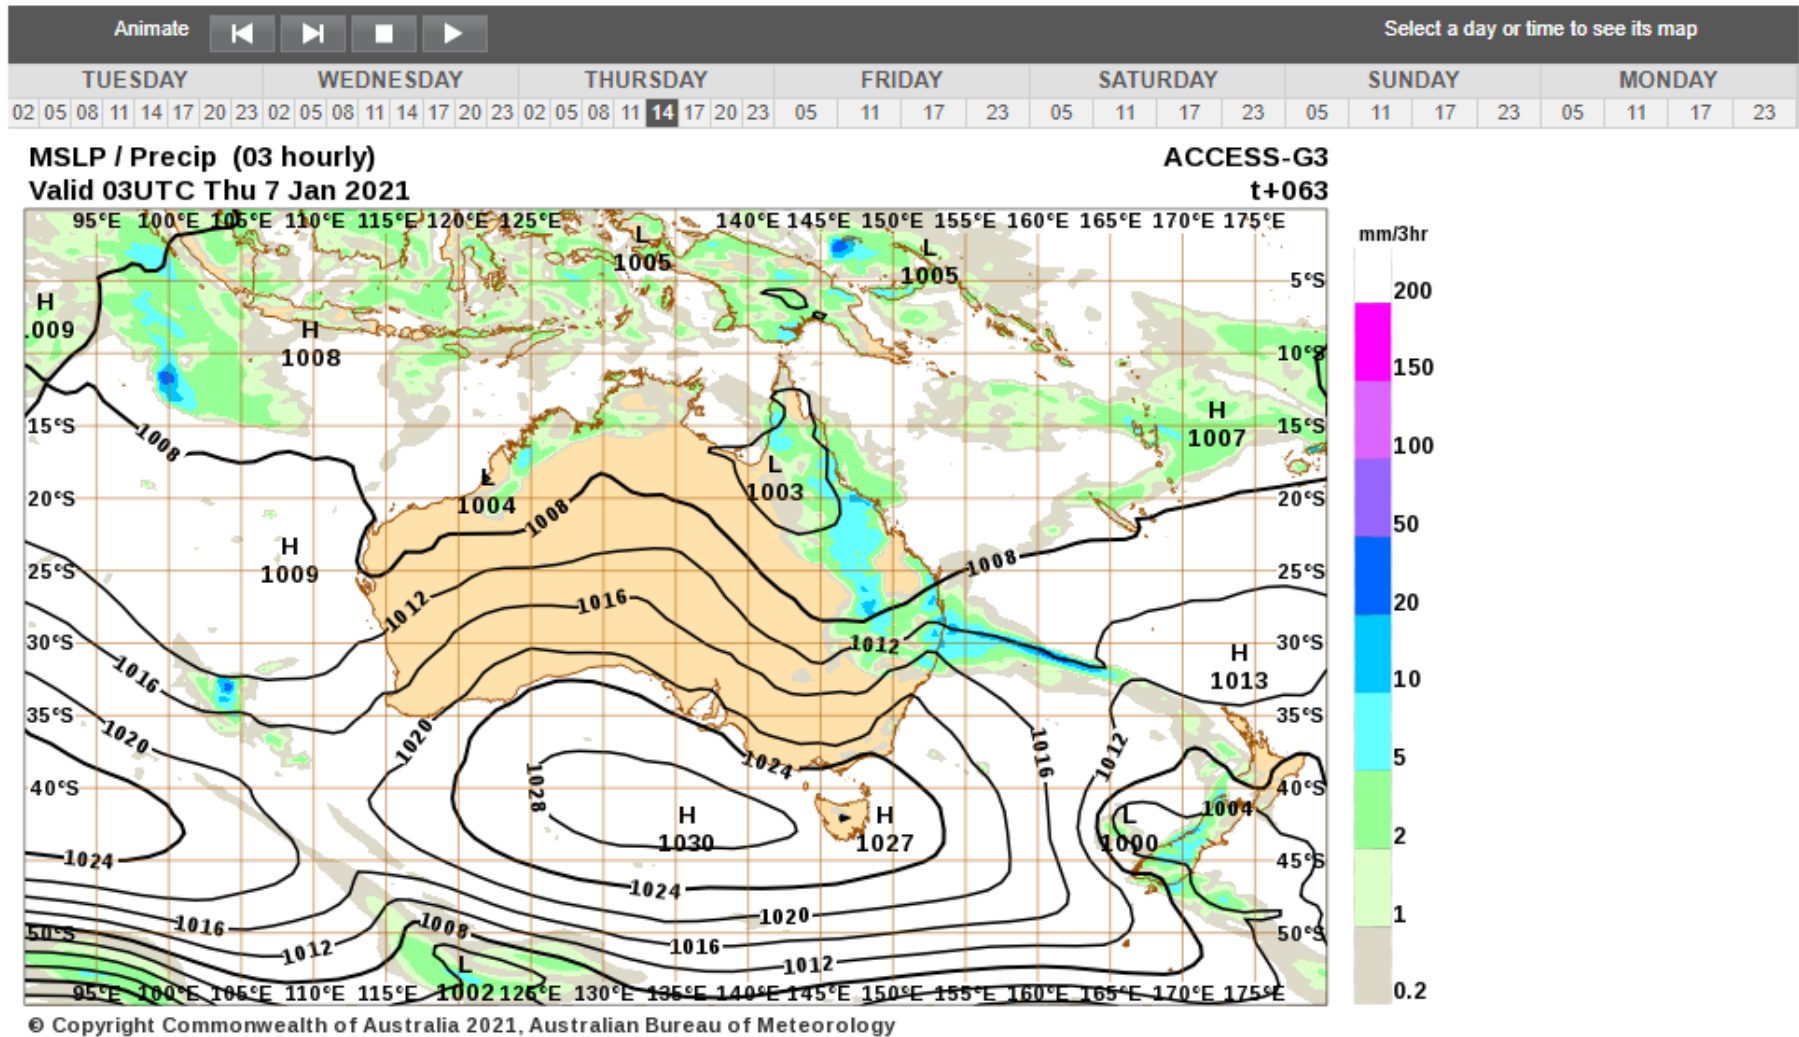 Animate
Select a day or time to see its map
TUESDAY WEDNESDAY THURSDAY FRIDAY SATURDAY SUNDAY MONDAY
02 05 08 11 14 17 20 23 02 05 08 11 14 17 20 23 02 05 08 11 14 17 20 23 05 11 17 23 05 11 17 23 05 11 17 23 05 11 17 23
MSLP / Precip (03 hourly)
ACCESS-G3
Valid 03UTC Thu 7 Jan 2021
t+063
95°E 100°E 105°E 110°E 115°E 120°E 125°E 140°E 145°E 150°E 155°E 160°E 165°E 170°E 175°E
mm/3hr
L
1005
L
1005
5°S
200
H
.009
H
1008
10°S
150
15°S
1008
H
1007
15°S
100
L
1004
L
1003
20°S
20°S
1008
50
H
1009
25°S
1008
25°S
1012
1016
20
30°S
1012
30°S
1016
H
1013
10
35°S
35°S
1020
1020
1016
1012
1024
5
40°S
1028
40°S
H
1030
H
1027
L
1000
1004
2
1024
45°S
1024
1
1016
1008
1020
50°S
1012
1016
50°S
1012
L
1002
95°E 100°E 105°E 110°E 115°E 125°E 130°E 135°E 140°E 145°E 150°E 155°E 160°E 165°E 170°E 175°E
0.2
© Copyright Commonwealth of Australia 2021, Australian Bureau of Meteorology